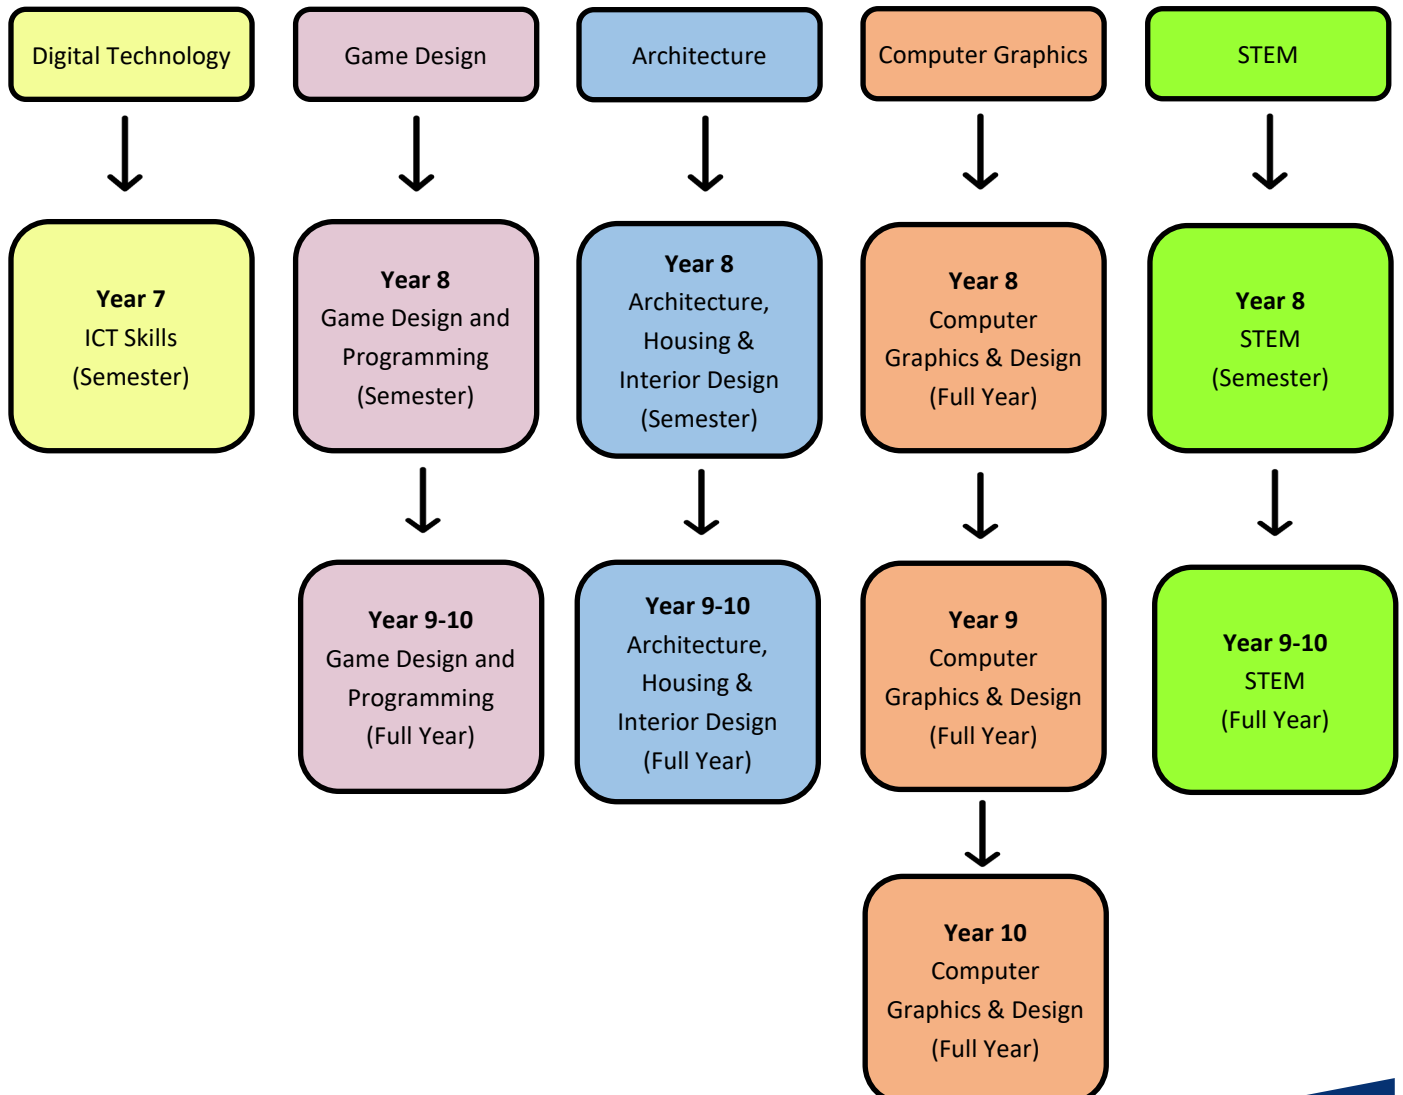 Digital Technology
Game Design
Architecture
Computer Graphics
STEM
Year 7
ICT Skills
(Semester)
Year 8
Game Design and
Programming
(Semester)
Year 8
Architecture,
Housing &
Interior Design
(Semester)
Year 8
Computer
Graphics & Design
(Full Year)
Year 8
STEM
(Semester)
Year 9-10
Game Design and
Programming
(Full Year)
Year 9-10
Architecture,
Housing &
Interior Design
(Full Year)
Year 9
Computer
Graphics & Design
(Full Year)
Year 9-10
STEM
(Full Year)
Year 10
Computer
Graphics & Design
(Full Year)